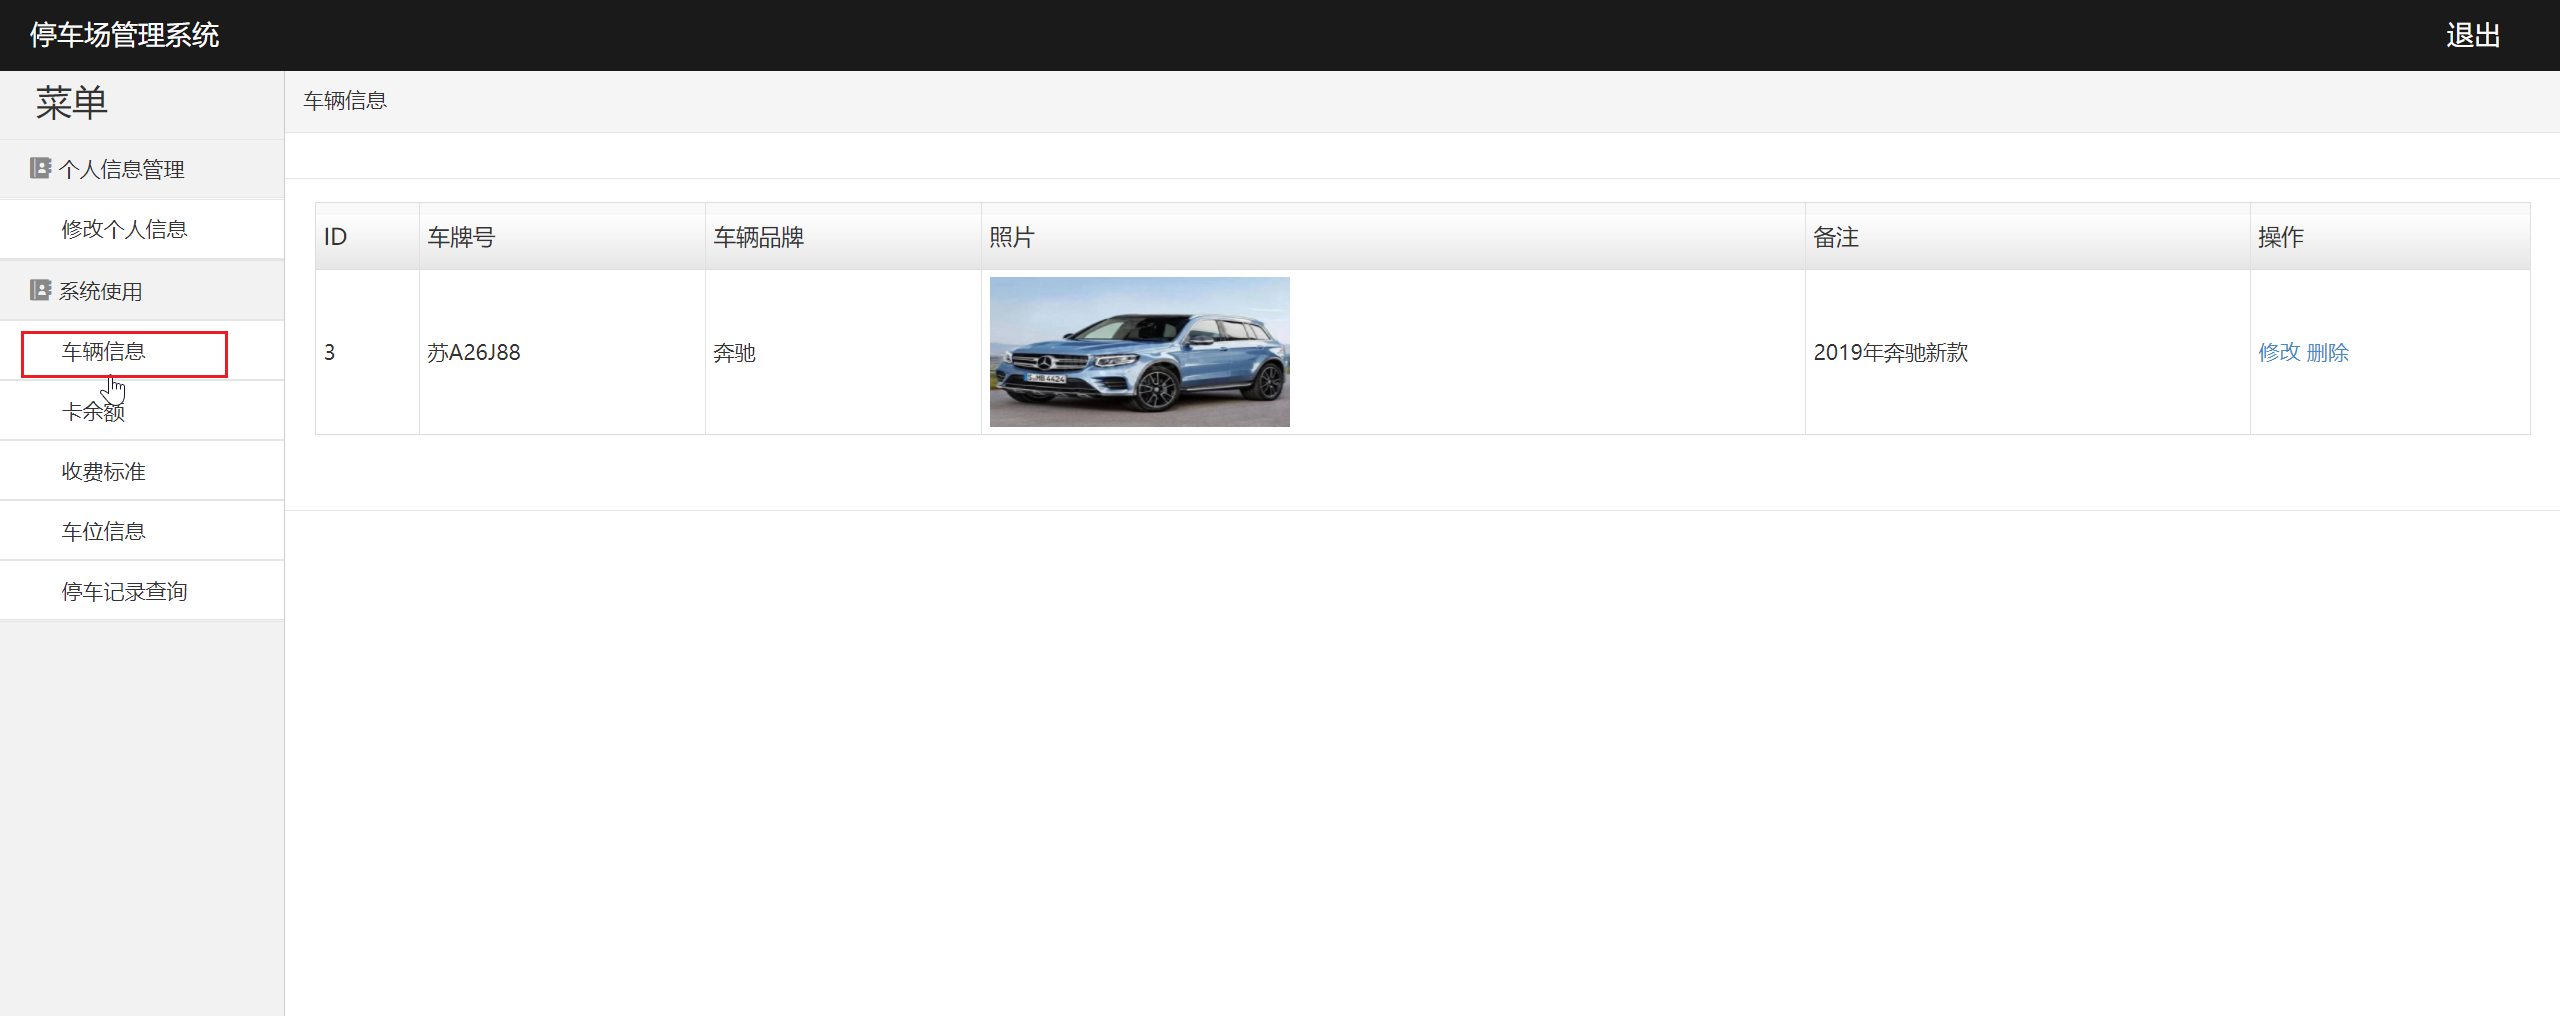 停车场管理系统
退出
菜单
个人信息管理
修改个人信息
系统使用
车辆信息
卡余额
收费标准
车位信息
停车记录查询
车辆信息
ID 车牌号 车辆品牌 照片 备注 操作
3 苏A26J88 奔驰 2019年奔驰新款 修改 删除